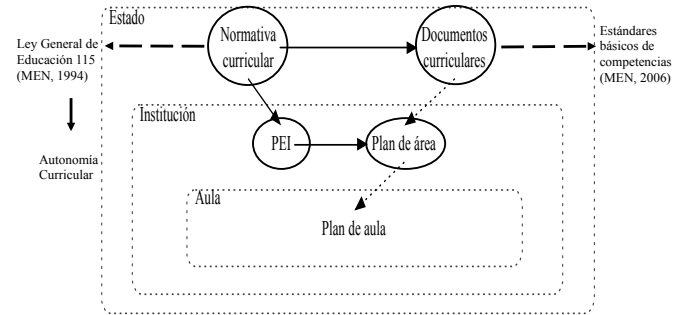 Estado
Ley General de
Educación 115
(MEN, 1994)
Autonomía
Curricular
Normativa
curricular
Documentos
curriculares
Estándares
básicos de
competencias
(MEN, 2006)
Institución
PEI
Plan de área
Aula
Plan de aula